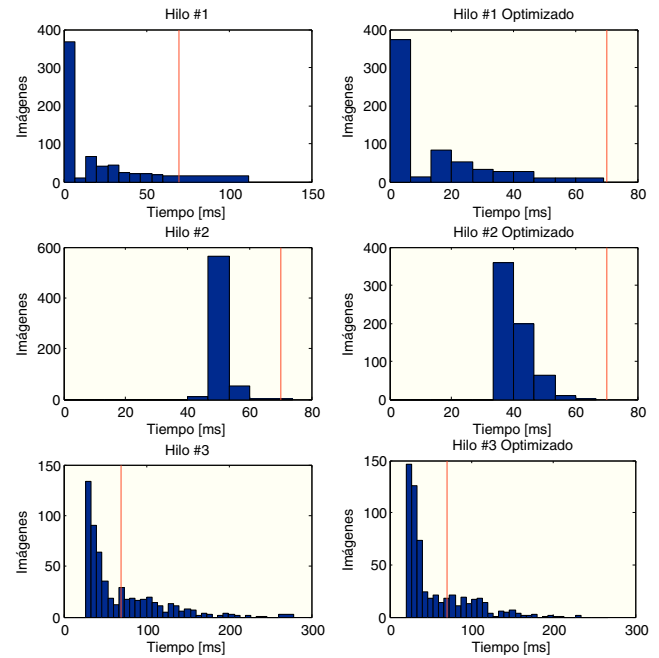 Hilo #1
400
300
200
100
0
Imágenes
0 50 100 150
Tiempo [ms]
Hilo #1 Optimizado
400
300
200
100
0
Imágenes
0 20 40 60 80
Tiempo [ms]
Hilo #2
600
400
200
0
Imágenes
0 20 40 60 80
Tiempo [ms]
Hilo #2 Optimizado
400
300
200
100
0
Imágenes
0 20 40 60 80
Tiempo [ms]
Hilo #3
150
100
50
0
Imágenes
0 100 200 300
Tiempo [ms]
Hilo #3 Optimizado
150
100
50
0
Imágenes
0 100 200 300
Tiempo [ms]